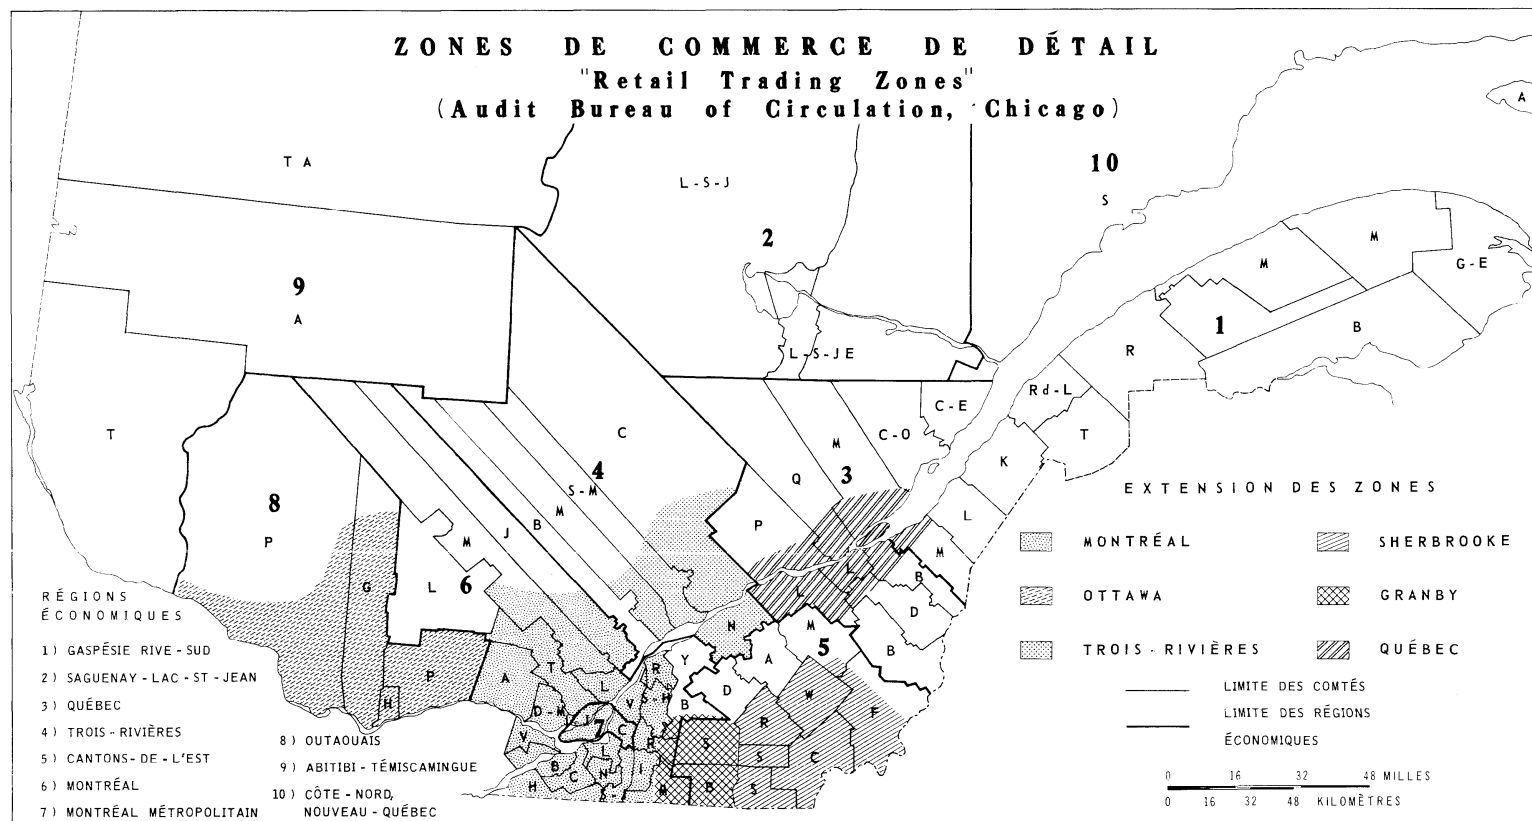 ZONES DE COMMERCE DE DÉTAIL
"Retail Trading Zones"
(Audit Bureau of Circulation, Chicago)
A
TA
L-S-J
10
S
2
M
M
G-E
9
A
1
B
L-S-JE
R
C-E
Rd-L
T
C
M
C-O
T
K
4
S-M
3
Q
8
M
B
P
L
P
J
M
M
G
L
6
L
B
D
L
N
M
5
B
Y
A
P
T
R
D
W
A
L
S-H
H
V
B
F
D-M
J
7
C
R
V
L
R
S
S
C
B
C
N
I
H
S-J
M
B
S
EXTENSION DES ZONES
MONTRÉAL
SHERBROOKE
OTTAWA
GRANBY
TROIS-RIVIÈRES
QUÉBEC
LIMITE DES COMTÉS
LIMITE DES RÉGIONS
ÉCONOMIQUES
0 16 32 48 MILLES
0 16 32 48 KILOMÈTRES
RÉGIONS
ÉCONOMIQUES
1) GASPÉSIE RIVE-SUD
2) SAGUENAY-LAC-ST-JEAN
3) QUÉBEC
4) TROIS-RIVIÈRES
5) CANTONS-DE-L'EST
6) MONTRÉAL
7) MONTRÉAL MÉTROPOLITAIN
8) OUTAOUAIS
9) ABITIBI-TÉMISCAMINGUE
10) CÔTE-NORD,
NOUVEAU-QUÉBEC